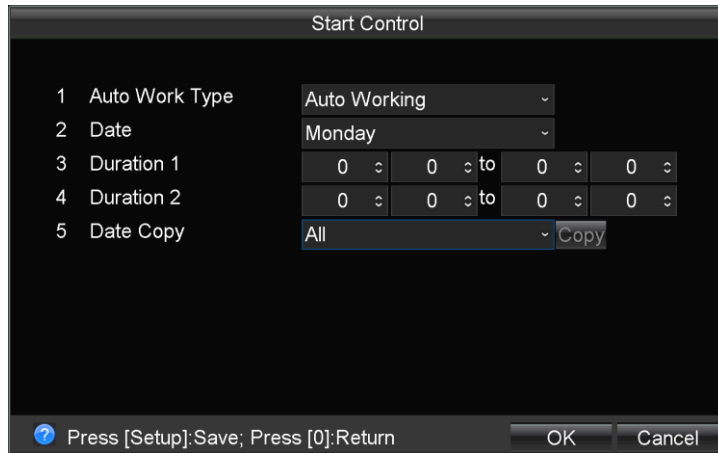 Start Control
1 Auto Work Type Auto Working
2 Date Monday
3 Duration 1 0 0 to 0 0
4 Duration 2 0 0 to 0 0
5 Date Copy All Copy
? Press [Setup]:Save; Press [0]:Return OK Cancel